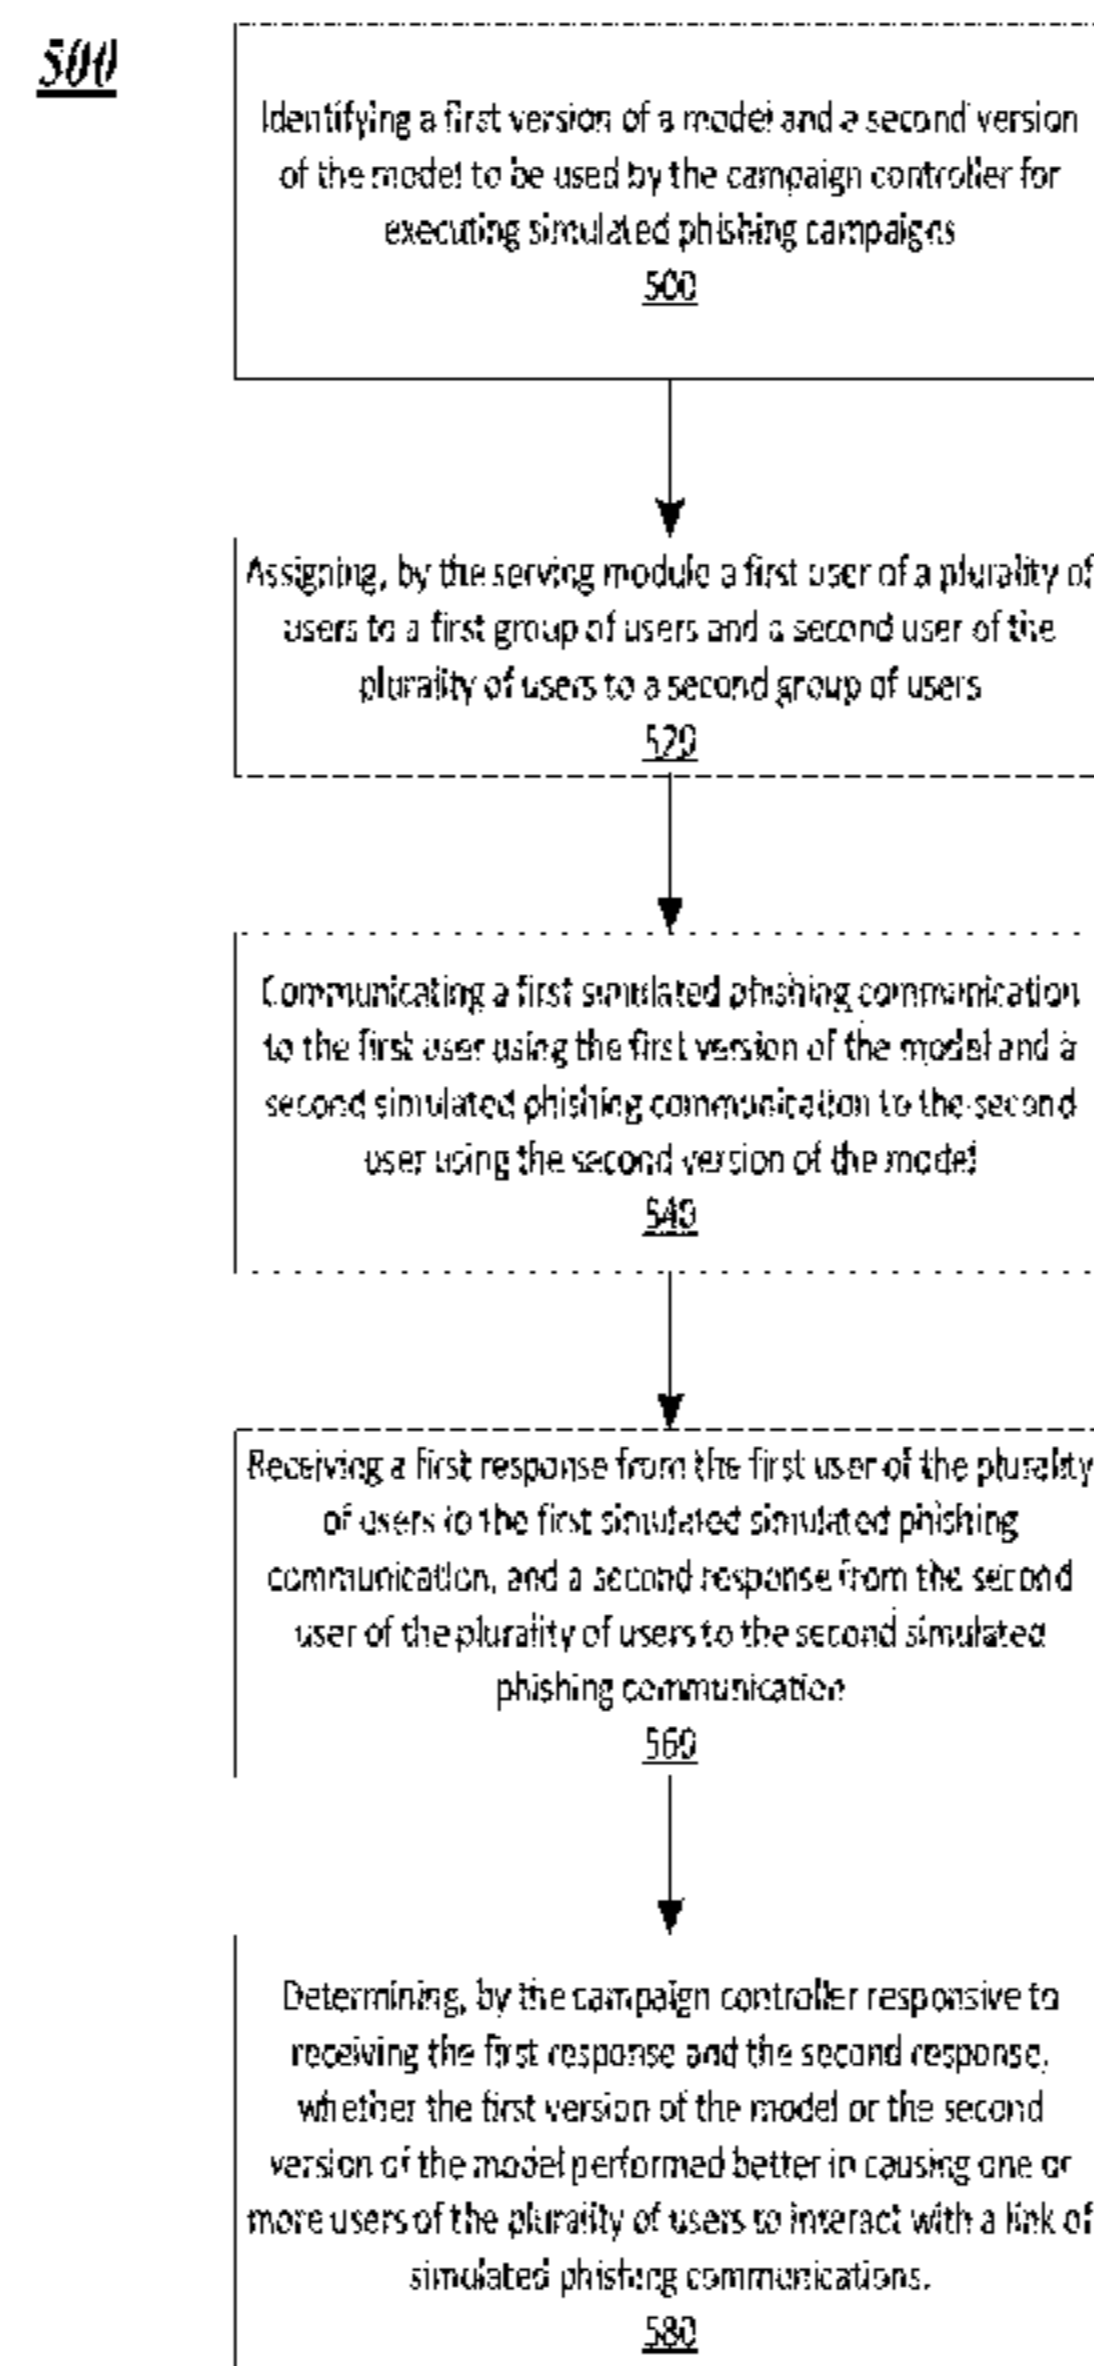 500
Identifying a first version of a model and a second version
of the model to be used by the campaign controller for
executing simulated phishing campaigns
500
Assigning, by the serving module a first user of a plurality of
users to a first group of users and a second user of the
plurality of users to a second group of users
520
Communicating a first simulated phishing communication
to the first user using the first version of the model and a
second simulated phishing communication to the second
user using the second version of the model
540
Receiving a first response from the first user of the plurality
of users to the first simulated simulated phishing
communication, and a second response from the second
user of the plurality of users to the second simulated
phishing communication
560
Determining, by the campaign controller responsive to
receiving the first response and the second response,
whether the first version of the model or the second
version of the model performed better in causing one or
more users of the plurality of users to interact with a link of
simulated phishing communications.
580